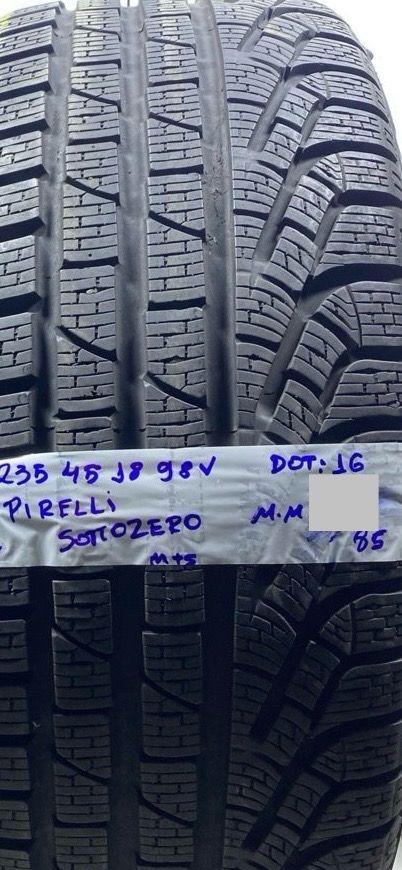 235 45 18 98V DOT: 16
PIRELLI
SOTTOZERO M.M
M+S 85